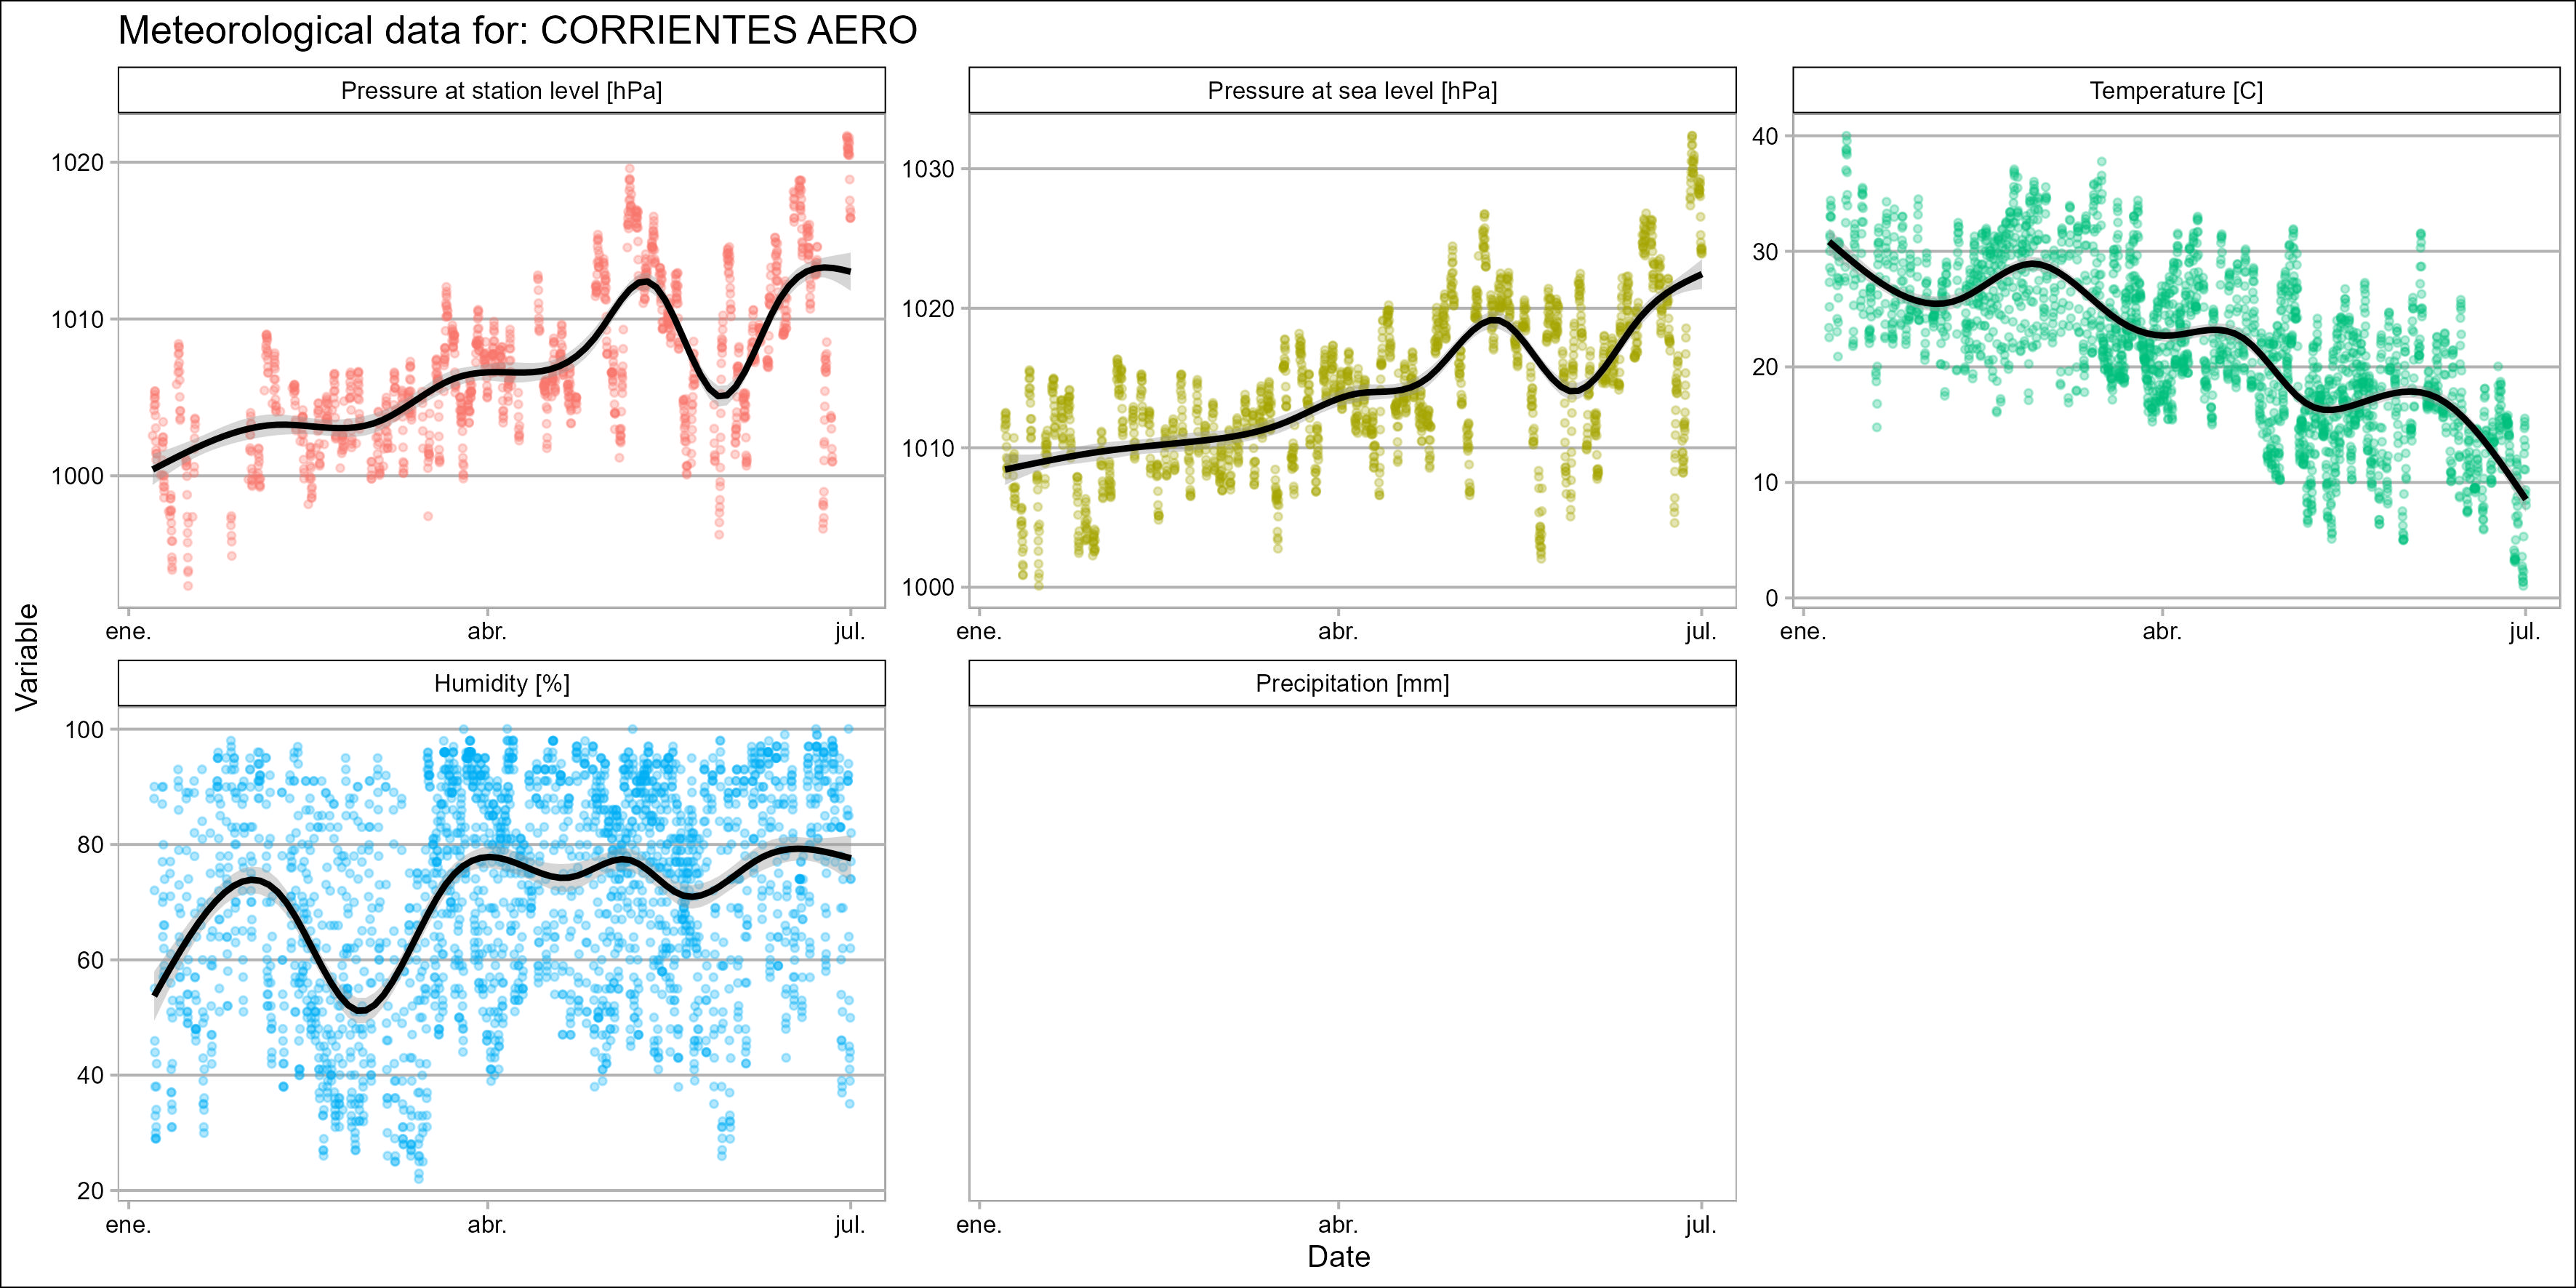 Meteorological data for: CORRIENTES AERO
Pressure at station level [hPa]
Pressure at sea level [hPa]
Temperature [C]
1020
1010
1000
ene.
abr.
jul.
1030
1020
1010
1000
ene.
abr.
jul.
40
30
20
10
0
ene.
abr.
jul.
Variable
Humidity [%]
Precipitation [mm]
100
80
60
40
20
ene.
abr.
jul.
ene.
abr.
jul.
Date